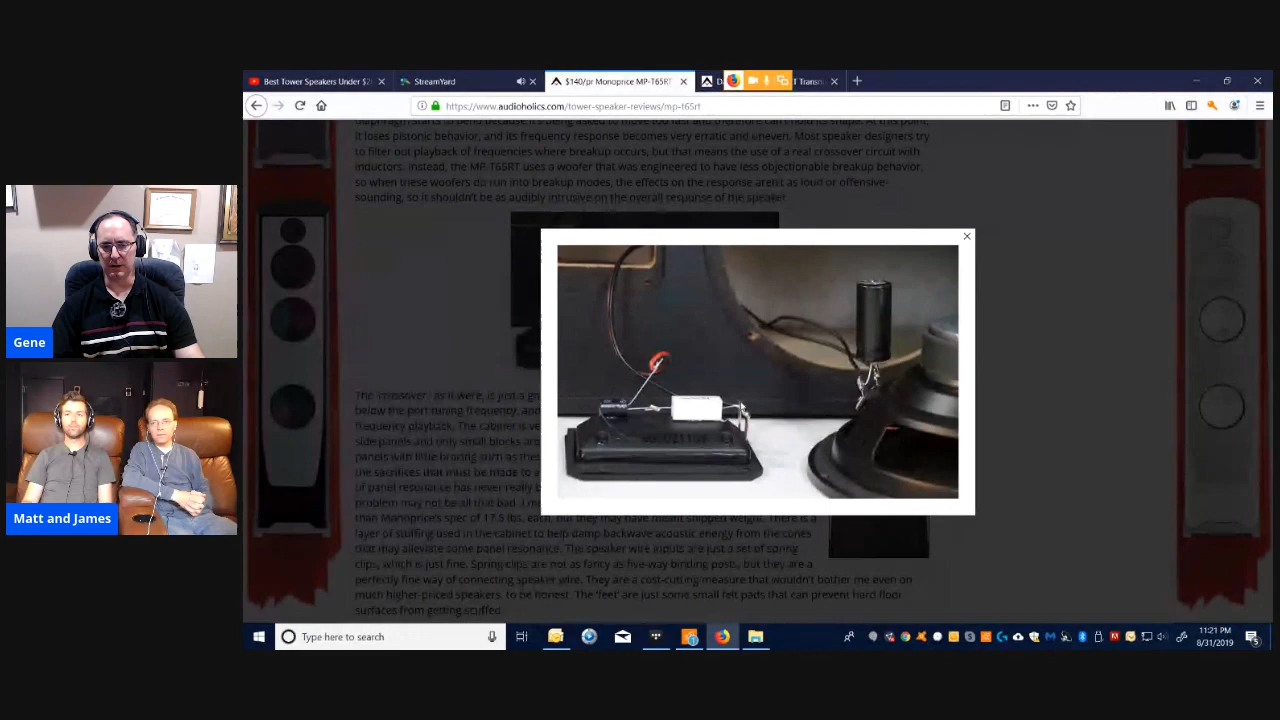 Best Tower Speakers Under $2
StreamYard
$140/pr Monoprice MP-T65RT
T Transm
https://www.audioholics.com/tower-speaker-reviews/mp-t65rt
it loses pistonic behavior, and its frequency response becomes very erratic and uneven. Most speaker designers
try to filter out playback of frequencies where breakup occurs, but that means the use of a real crossover circuit with
inductors. Instead, the MP-T65RT uses a woofer that was engineered to have less objectionable breakup behavior,
so when these woofers do run into breakup modes, the effects on the response aren't as loud or offensive-
sounding, so it shouldn't be as audibly intrusive on the overall response of the speaker.
Gene
The 'crossover,' as it were, is just a
below the port tuning frequency, and
frequency playback. The cabinet is
side panels and only small blocks
panels with little bracing such as
the sacrifices that must be made to
of panel resonance has never really
problem may not be all that bad. I
than Monoprice's spec of 17.5 lbs. each, but they may have meant shipped weight. There is a
layer of stuffing used in the cabinet to help damp backwave acoustic energy from the cones
that may alleviate some panel resonance. The speaker wire inputs are just a set of spring
clips, which is just fine. Spring clips are not as fancy as five-way binding posts, but they are a
perfectly fine way of connecting speaker wire. They are a cost-cutting measure that wouldn't bother me even on
much higher-priced speakers, to be honest. The 'feet' are just some small felt pads that can prevent hard floor
surfaces from getting scuffed.
Matt and James
Type here to search
11:21 PM
8/31/2019